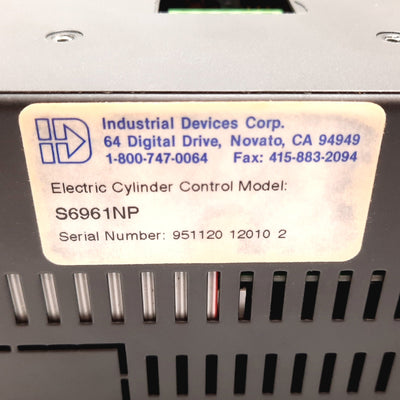 Industrial Devices Corp.
64 Digital Drive, Novato, CA 94949
1-800-747-0064 Fax: 415-883-2094
Electric Cylinder Control Model:
S6961NP
Serial Number: 951120 12010 2